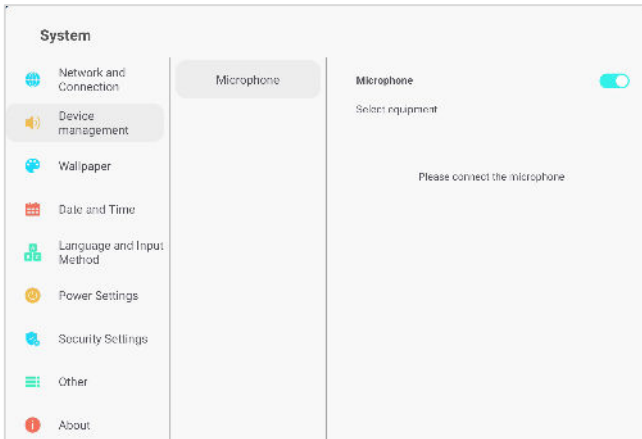 System
Network and
Connection
Device
management
Wallpaper
Date and Time
Language and Input
Method
Power Settings
Security Settings
Other
About
Microphone
Microphone
Select equipment
Please connect the microphone